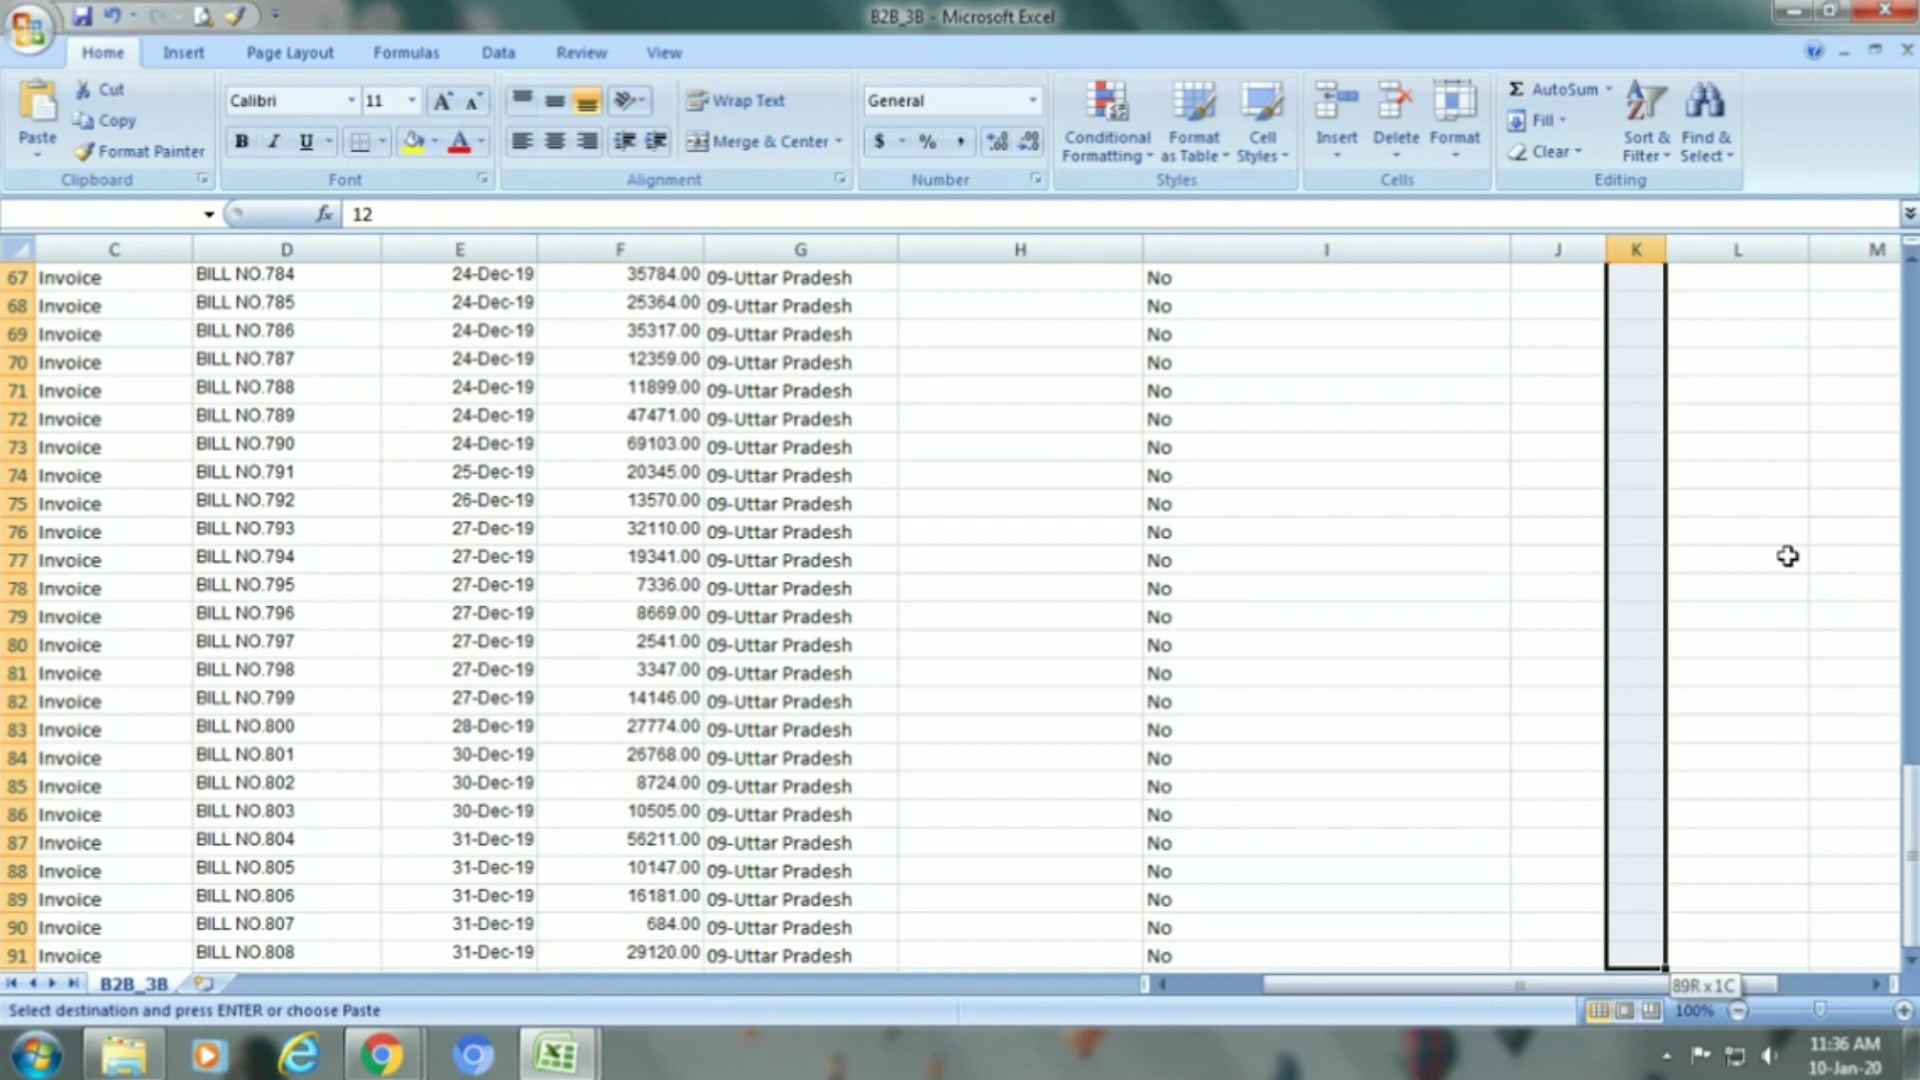 B2B_3B - Microsoft Excel
Home Insert Page Layout Formulas Data Review View
Paste Cut Copy Format Painter Clipboard
Calibri 11 B I U Font
Wrap Text Merge & Center Alignment
General $ % , Number
Conditional Formatting Format as Table Cell Styles Styles
Insert Delete Format Cells
Σ AutoSum Fill Clear Sort & Filter Find & Select Editing
fx 12
C D E F G H I J K L M
67 Invoice BILL NO.784 24-Dec-19 35784.00 09-Uttar Pradesh No
68 Invoice BILL NO.785 24-Dec-19 25364.00 09-Uttar Pradesh No
69 Invoice BILL NO.786 24-Dec-19 35317.00 09-Uttar Pradesh No
70 Invoice BILL NO.787 24-Dec-19 12359.00 09-Uttar Pradesh No
71 Invoice BILL NO.788 24-Dec-19 11899.00 09-Uttar Pradesh No
72 Invoice BILL NO.789 24-Dec-19 47471.00 09-Uttar Pradesh No
73 Invoice BILL NO.790 24-Dec-19 69103.00 09-Uttar Pradesh No
74 Invoice BILL NO.791 25-Dec-19 20345.00 09-Uttar Pradesh No
75 Invoice BILL NO.792 26-Dec-19 13570.00 09-Uttar Pradesh No
76 Invoice BILL NO.793 27-Dec-19 32110.00 09-Uttar Pradesh No
77 Invoice BILL NO.794 27-Dec-19 19341.00 09-Uttar Pradesh No
78 Invoice BILL NO.795 27-Dec-19 7336.00 09-Uttar Pradesh No
79 Invoice BILL NO.796 27-Dec-19 8669.00 09-Uttar Pradesh No
80 Invoice BILL NO.797 27-Dec-19 2541.00 09-Uttar Pradesh No
81 Invoice BILL NO.798 27-Dec-19 3347.00 09-Uttar Pradesh No
82 Invoice BILL NO.799 27-Dec-19 14146.00 09-Uttar Pradesh No
83 Invoice BILL NO.800 28-Dec-19 27774.00 09-Uttar Pradesh No
84 Invoice BILL NO.801 30-Dec-19 26768.00 09-Uttar Pradesh No
85 Invoice BILL NO.802 30-Dec-19 8724.00 09-Uttar Pradesh No
86 Invoice BILL NO.803 30-Dec-19 10505.00 09-Uttar Pradesh No
87 Invoice BILL NO.804 31-Dec-19 56211.00 09-Uttar Pradesh No
88 Invoice BILL NO.805 31-Dec-19 10147.00 09-Uttar Pradesh No
89 Invoice BILL NO.806 31-Dec-19 16181.00 09-Uttar Pradesh No
90 Invoice BILL NO.807 31-Dec-19 684.00 09-Uttar Pradesh No
91 Invoice BILL NO.808 31-Dec-19 29120.00 09-Uttar Pradesh No
B2B_3B 89R x 1C
Select destination and press ENTER or choose Paste 100%
11:36 AM
10-Jan-20